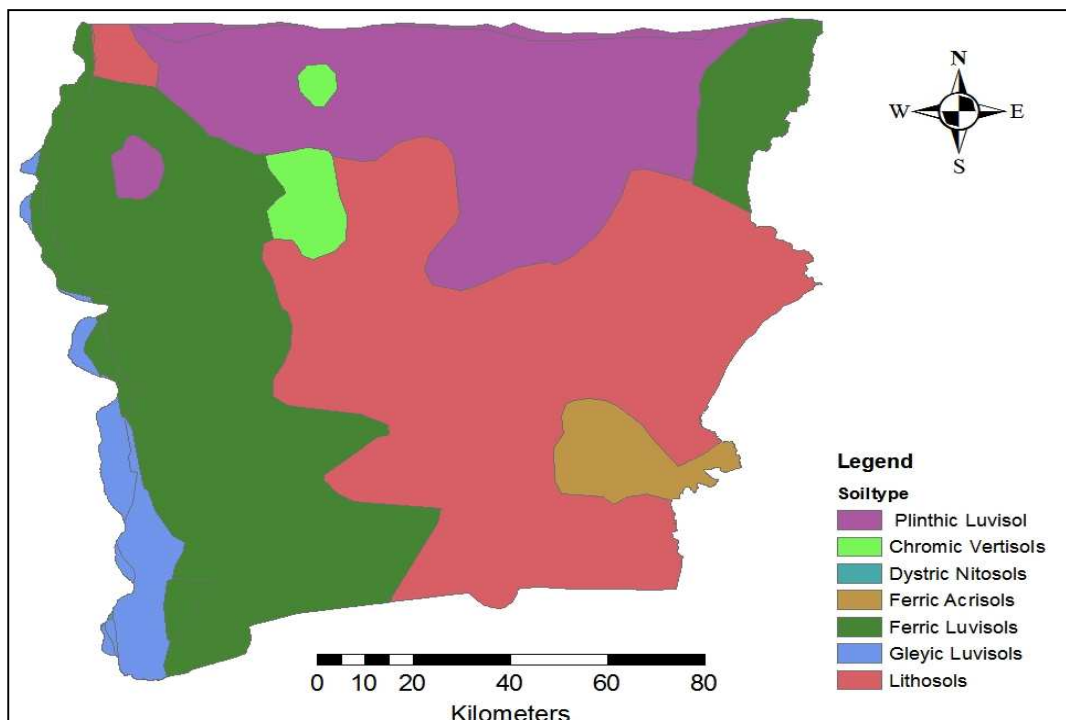 N
W E
S
Legend
Soiltype
Plinthic Luvisol
Chromic Vertisols
Dystric Nitosols
Ferric Acrisols
Ferric Luvisols
Gleyic Luvisols
Lithosols
0 10 20 40 60 80
Kilometers